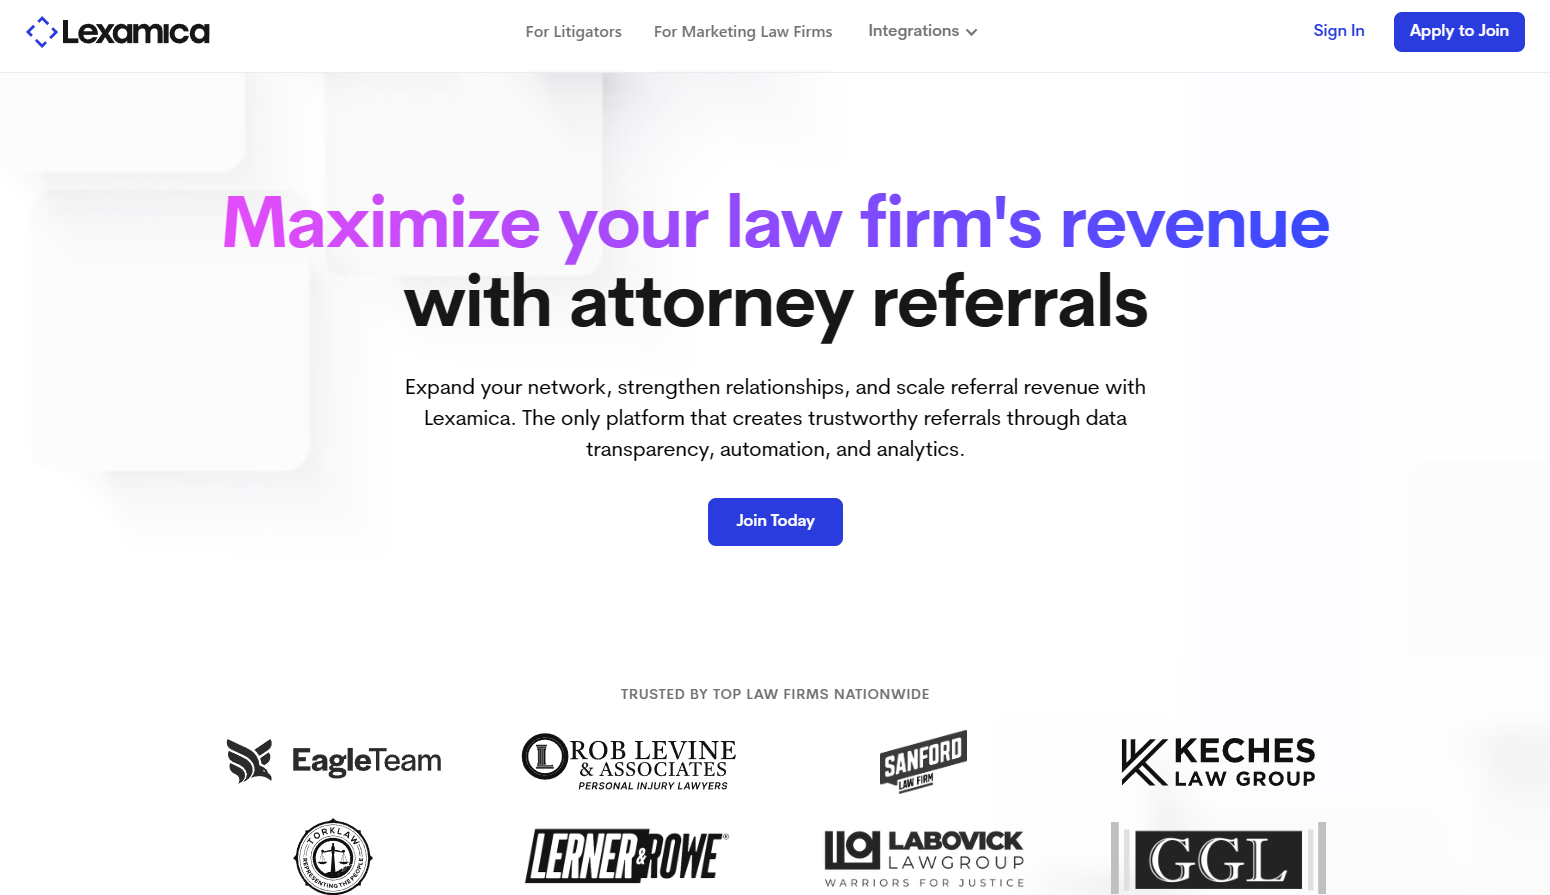 Lexamica
For Litigators
For Marketing Law Firms
Integrations
Sign In
Apply to Join
Maximize your law firm's revenue
with attorney referrals
Expand your network, strengthen relationships, and scale referral revenue with
Lexamica. The only platform that creates trustworthy referrals through data
transparency, automation, and analytics.
Join Today
TRUSTED BY TOP LAW FIRMS NATIONWIDE
EagleTeam
ROB LEVINE
& ASSOCIATES
PERSONAL INJURY LAWYERS
SANFORD
LAW FIRM
KECHES
LAW GROUP
TORKLAW
REPRESENTING THE PEOPLE
LERNER & ROWE®
LABOVICK
LAW GROUP
WARRIORS FOR JUSTICE
GGL